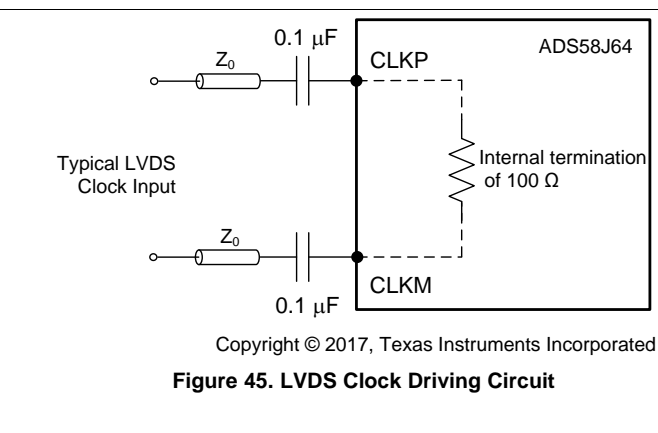 0.1 μF
Z0
CLKP
ADS58J64
Typical LVDS
Clock Input
Internal termination
of 100 Ω
Z0
0.1 μF
CLKM
Copyright © 2017, Texas Instruments Incorporated
Figure 45. LVDS Clock Driving Circuit